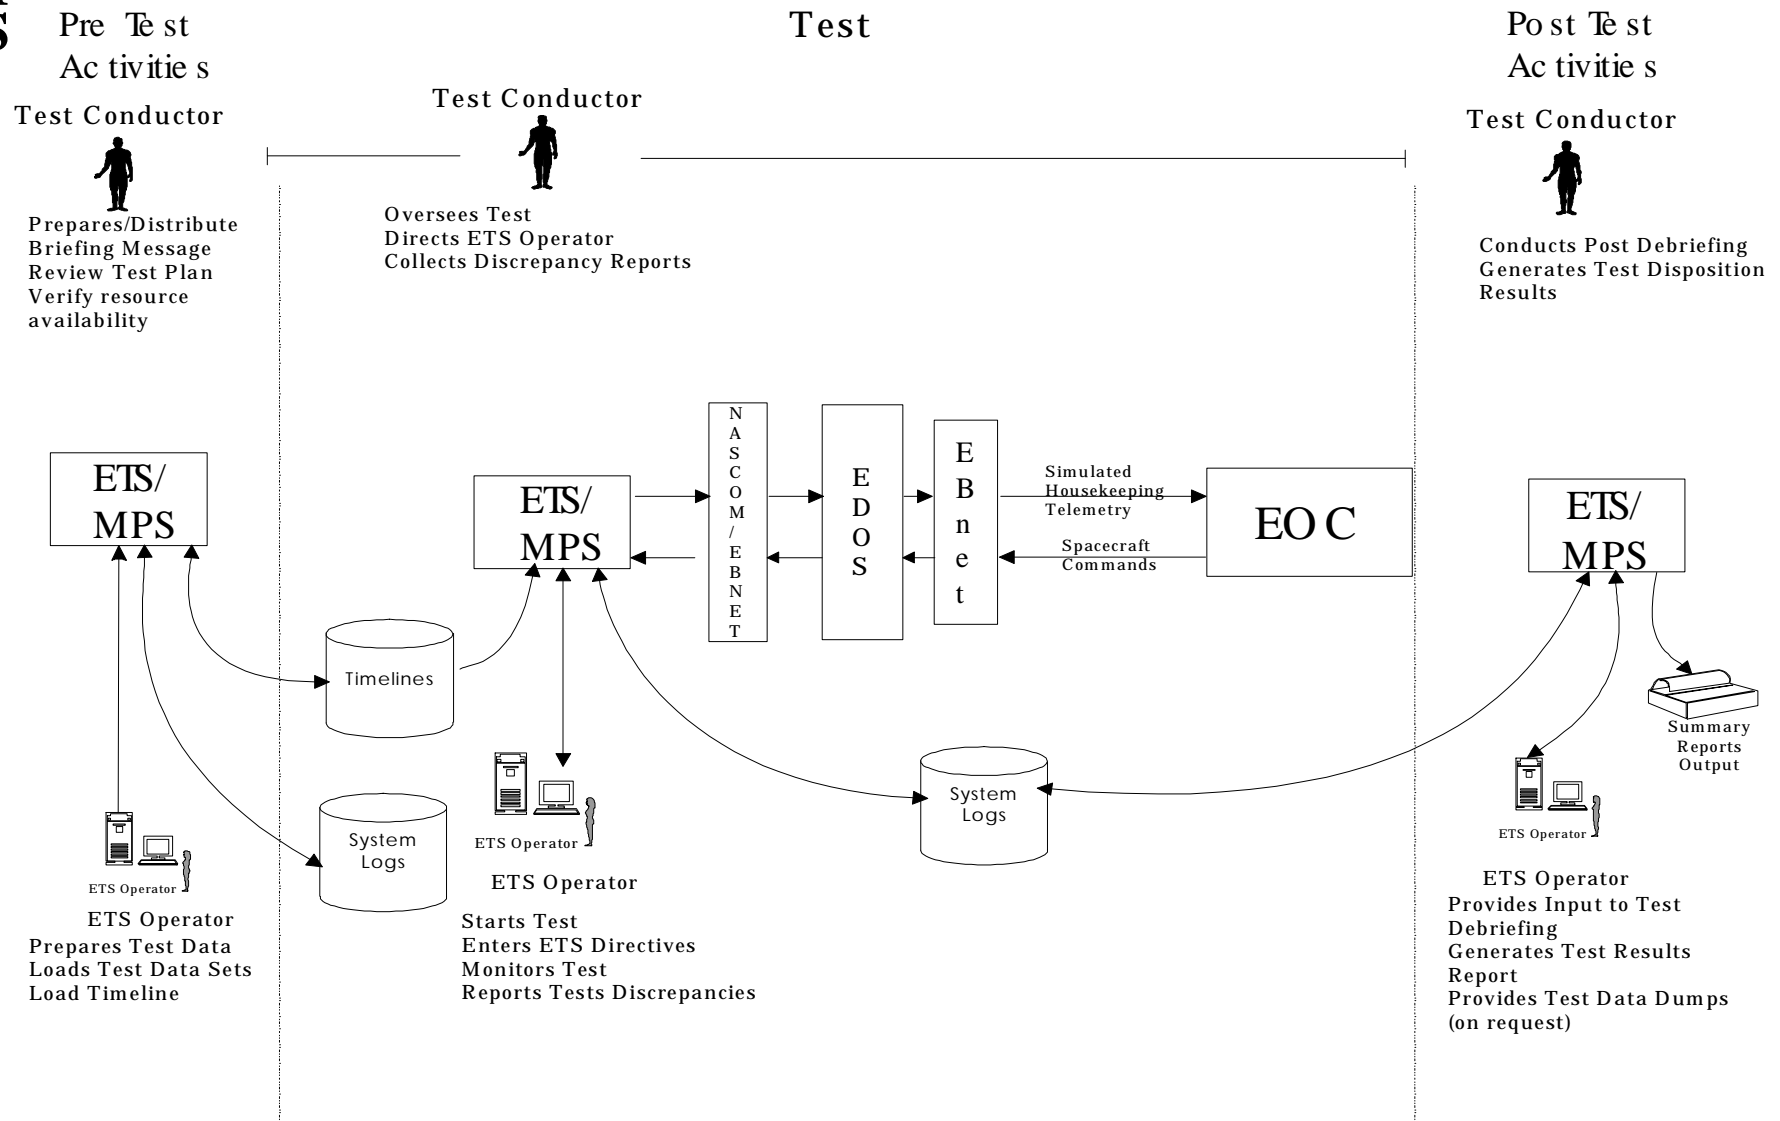 Pre Test
Activities
Test Conductor
Prepares/Distribute
Briefing Message
Review Test Plan
Verify resource
availability
ETS/
MPS
ETS Operator
ETS Operator
Prepares Test Data
Loads Test Data Sets
Load Timeline
Test
Test Conductor
Oversees Test
Directs ETS Operator
Collects Discrepancy Reports
Timelines
System
Logs
ETS/
MPS
NASCOM/EBNET
EDOS
EBnet
Simulated
Housekeeping
Telemetry
Spacecraft
Commands
EOC
ETS Operator
ETS Operator
Starts Test
Enters ETS Directives
Monitors Test
Reports Tests Discrepancies
System
Logs
Post Test
Activities
Test Conductor
Conducts Post Debriefing
Generates Test Disposition
Results
ETS/
MPS
Summary
Reports
Output
ETS Operator
ETS Operator
Provides Input to Test
Debriefing
Generates Test Results
Report
Provides Test Data Dumps
(on request)